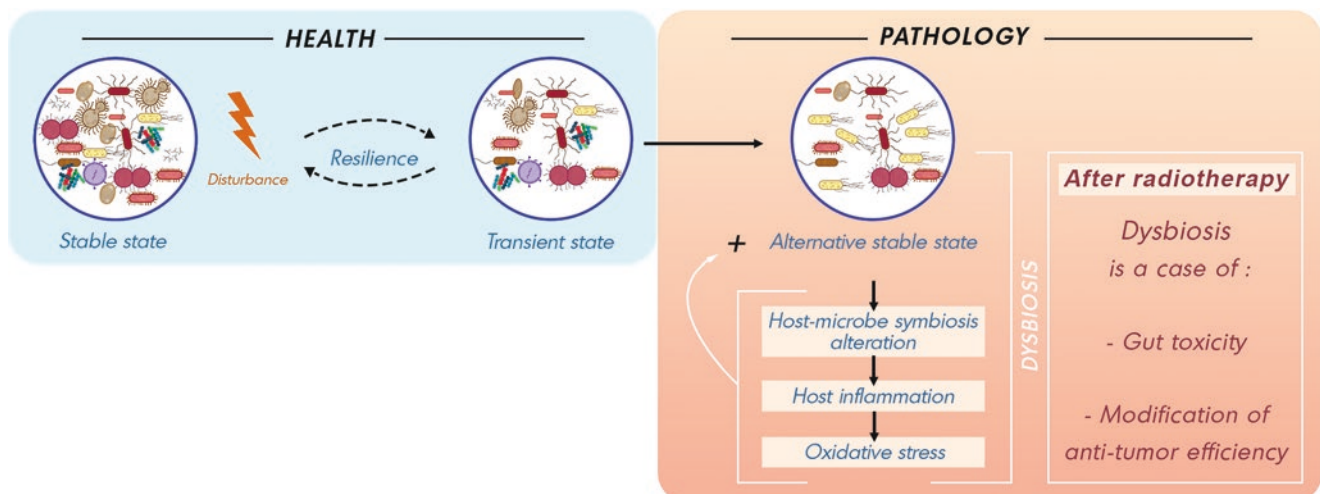 HEALTH
Disturbance
Resilience
Stable state
Transient state
PATHOLOGY
+
Alternative stable state
Host-microbe symbiosis
alteration
Host inflammation
Oxidative stress
DYSBIOSIS
After radiotherapy
Dysbiosis
is a case of :
- Gut toxicity
- Modification of
anti-tumor efficiency